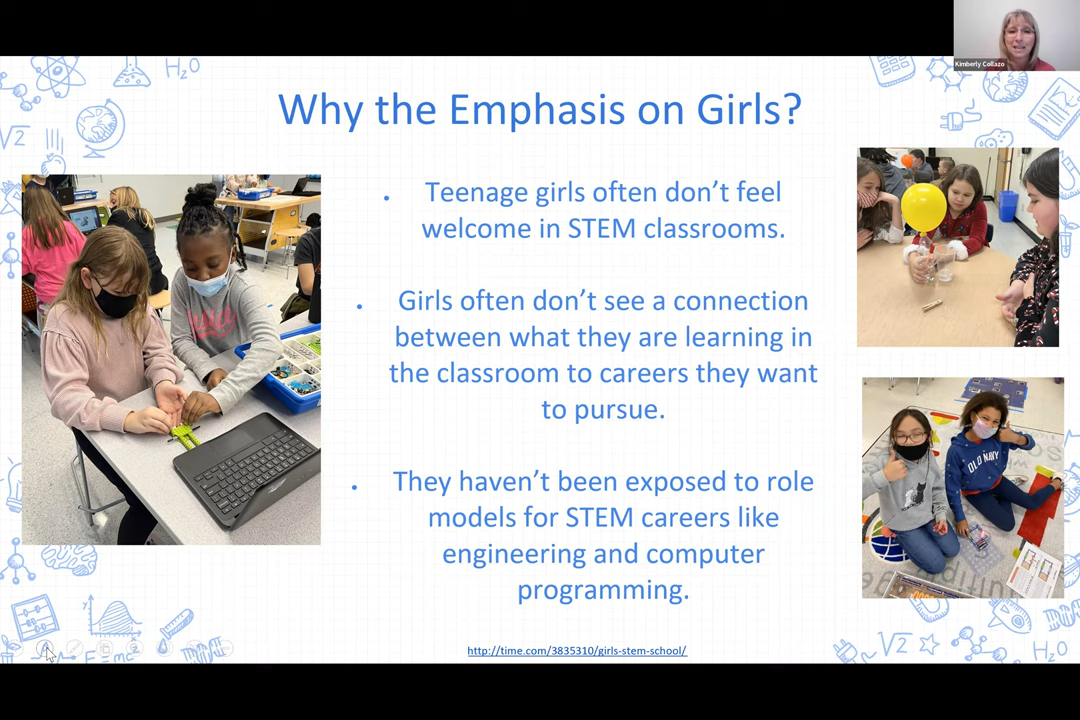 Kimberly Collazo
H₂O
√2
Why the Emphasis on Girls?
• Teenage girls often don’t feel
welcome in STEM classrooms.
• Girls often don’t see a connection
between what they are learning in
the classroom to careers they want
to pursue.
• They haven’t been exposed to role
models for STEM careers like
engineering and computer
programming.
OLD NAVY
E=mc²
√2
H₂O
http://time.com/3835310/girls-stem-school/